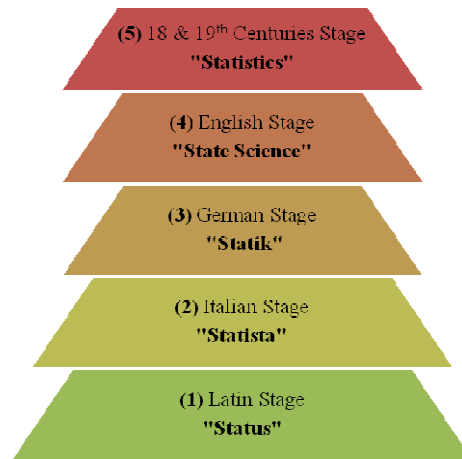 (5) 18 & 19th Centuries Stage
"Statistics"
(4) English Stage
"State Science"
(3) German Stage
"Statik"
(2) Italian Stage
"Statista"
(1) Latin Stage
"Status"